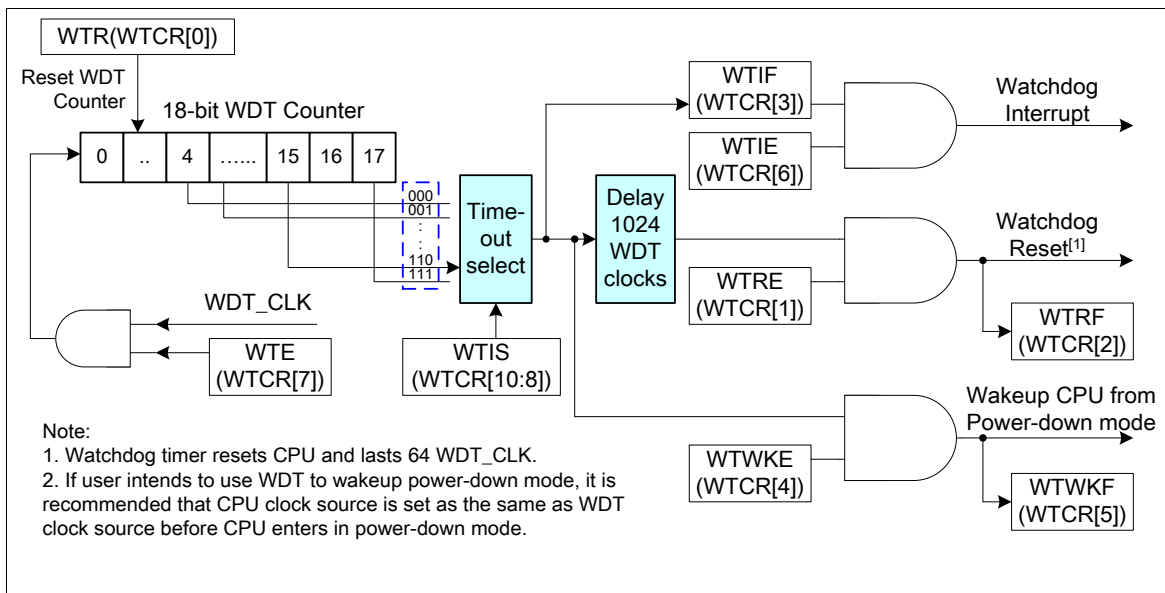 WTR(WTCR[0])
Reset WDT
Counter
18-bit WDT Counter
0 .. 4 …... 15 16 17
000
001
:
:
110
111
Time-
out
select
Delay
1024
WDT
clocks
WTIF
(WTCR[3])
WTIE
(WTCR[6])
Watchdog
Interrupt
WTRE
(WTCR[1])
Watchdog
Reset[1]
WTRF
(WTCR[2])
WDT_CLK
WTE
(WTCR[7])
WTIS
(WTCR[10:8])
WTWKE
(WTCR[4])
Wakeup CPU from
Power-down mode
WTWKF
(WTCR[5])
Note:
1. Watchdog timer resets CPU and lasts 64 WDT_CLK.
2. If user intends to use WDT to wakeup power-down mode, it is
recommended that CPU clock source is set as the same as WDT
clock source before CPU enters in power-down mode.